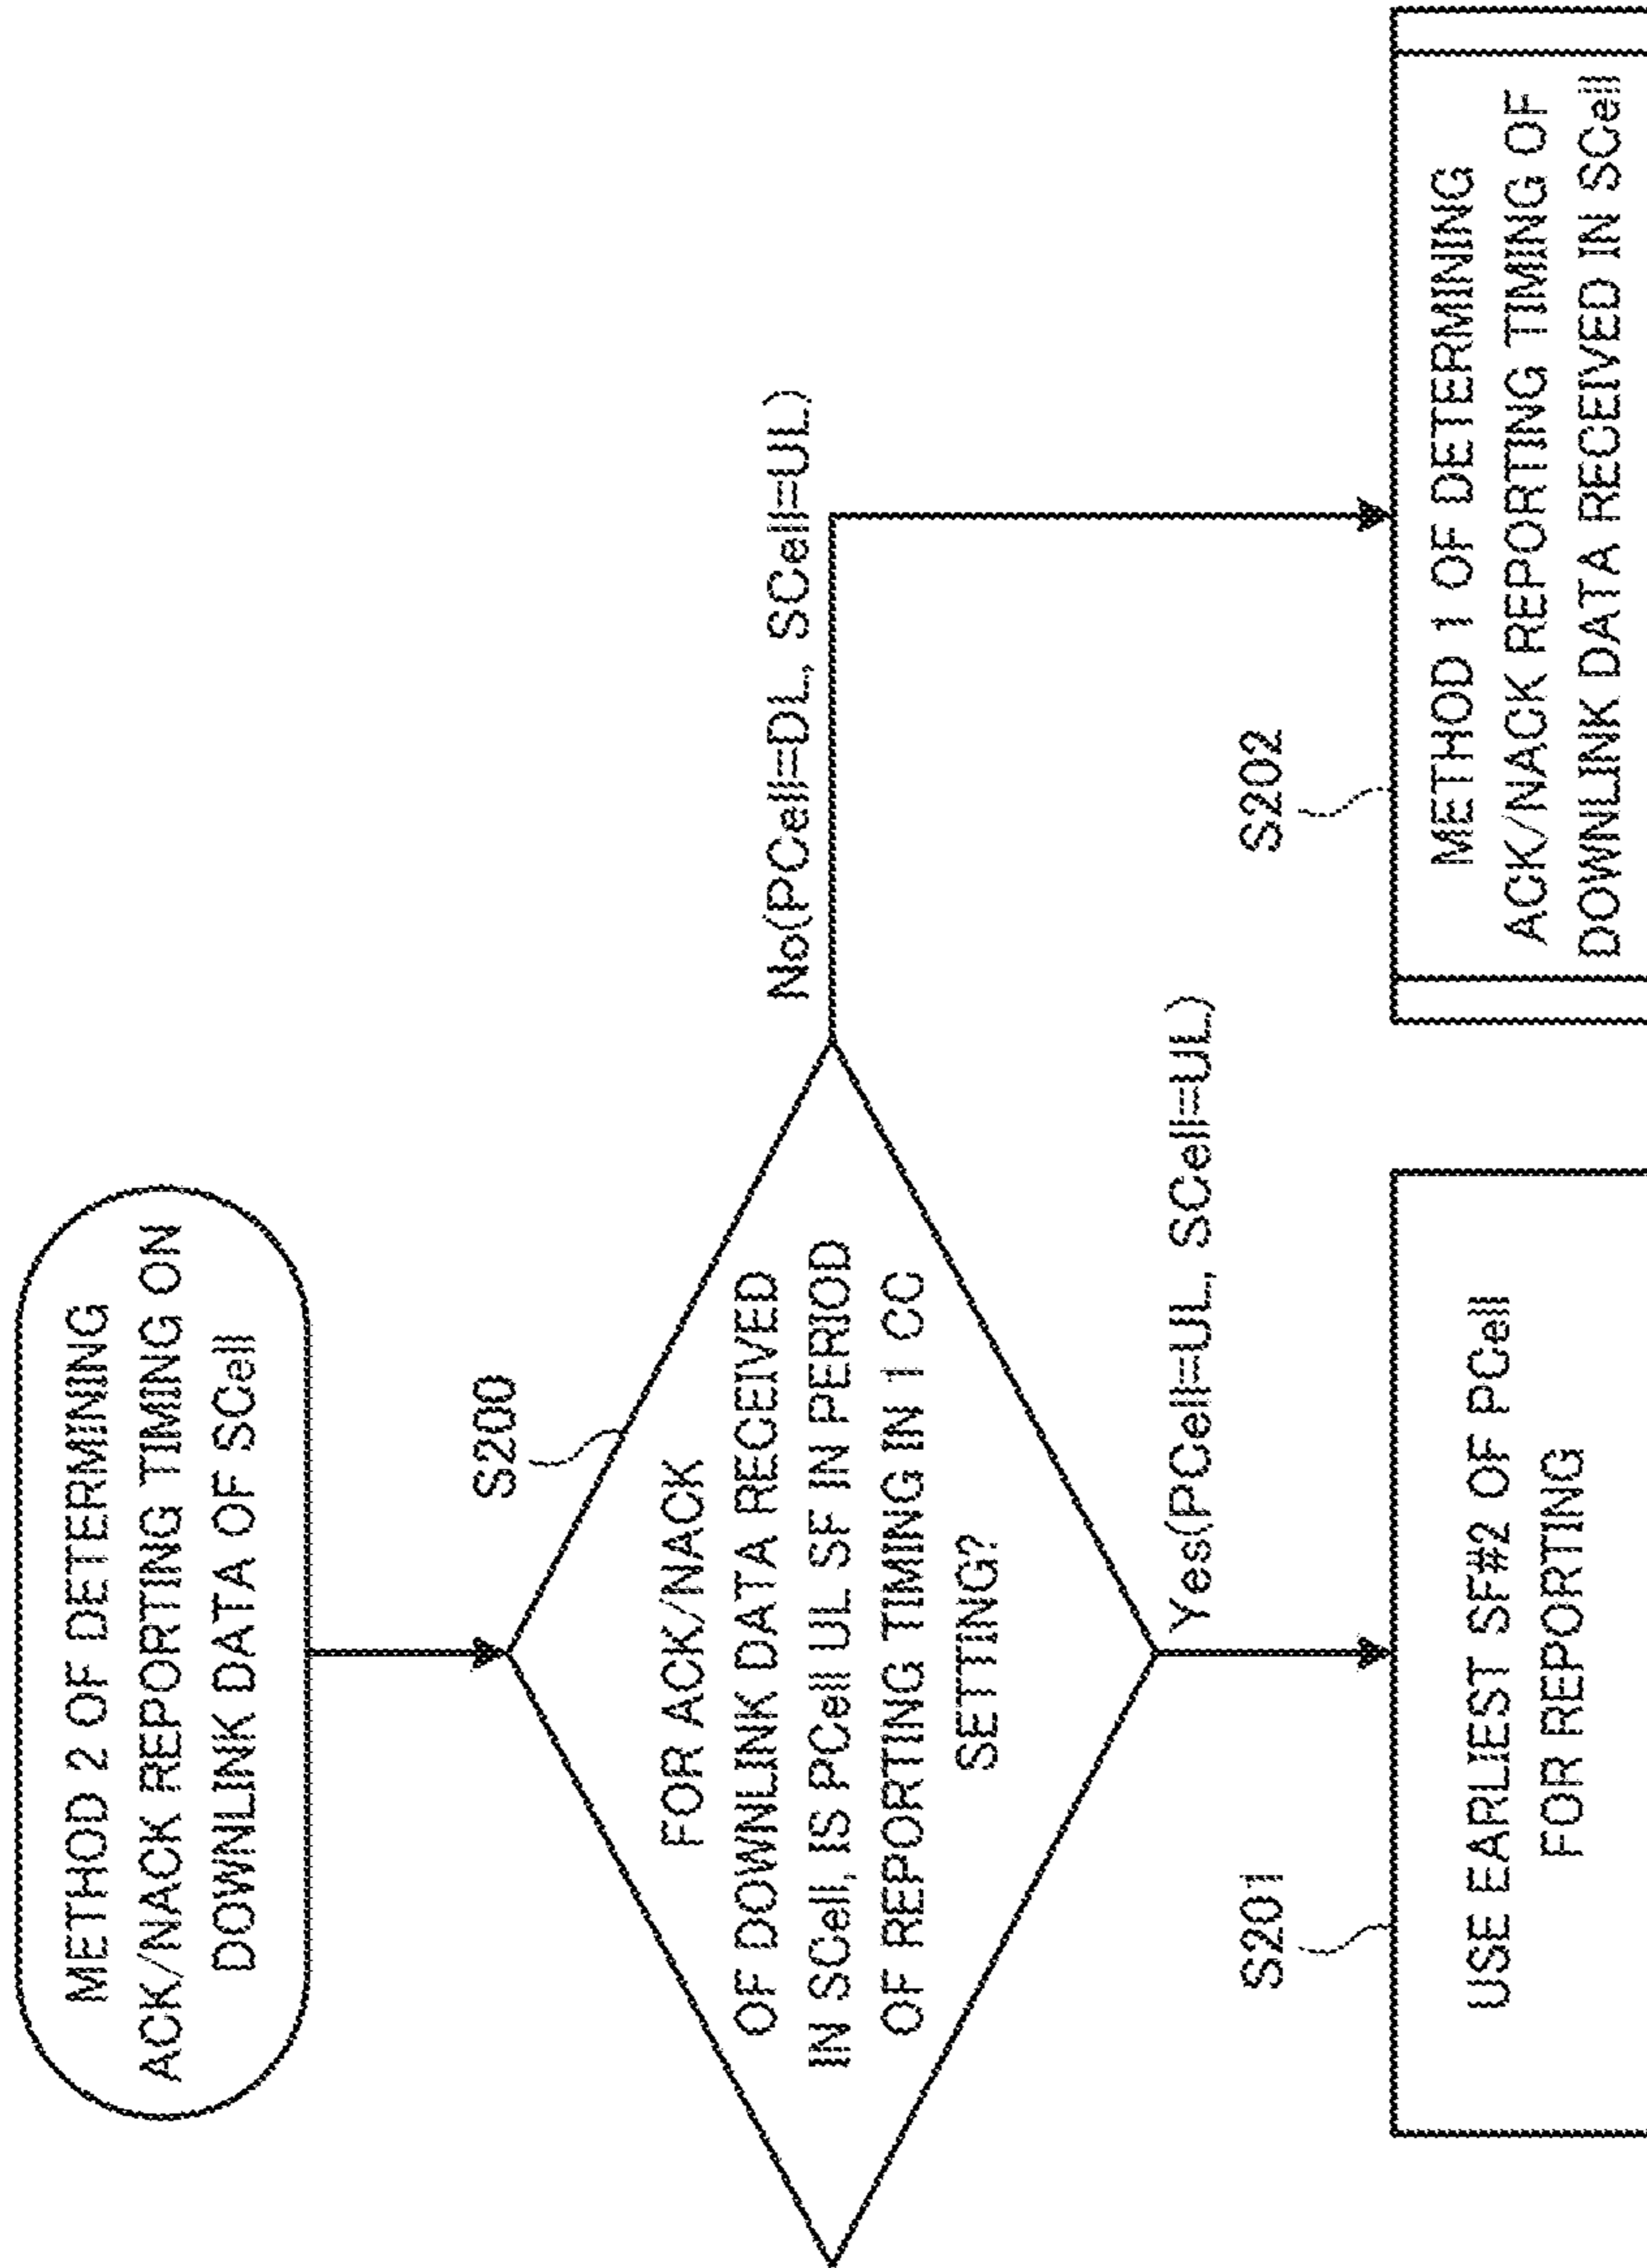 METHOD 2 OF DETERMINING
ACK/NACK REPORTING TIMING ON
DOWNLINK DATA OF SCell
S200
FOR ACK/NACK
OF DOWNLINK DATA RECEIVED
IN SCell, IS PCell UL SF IN PERIOD
OF REPORTING TIMING IN 1 CC
SETTING?
No(PCell=DL, SCell=UL)
Yes(PCell=UL, SCell=UL)
S201
USE EARLIEST SF#2 OF PCell
FOR REPORTING
S202
METHOD 1 OF DETERMINING
ACK/NACK REPORTING TIMING OF
DOWNLINK DATA RECEIVED IN SCell